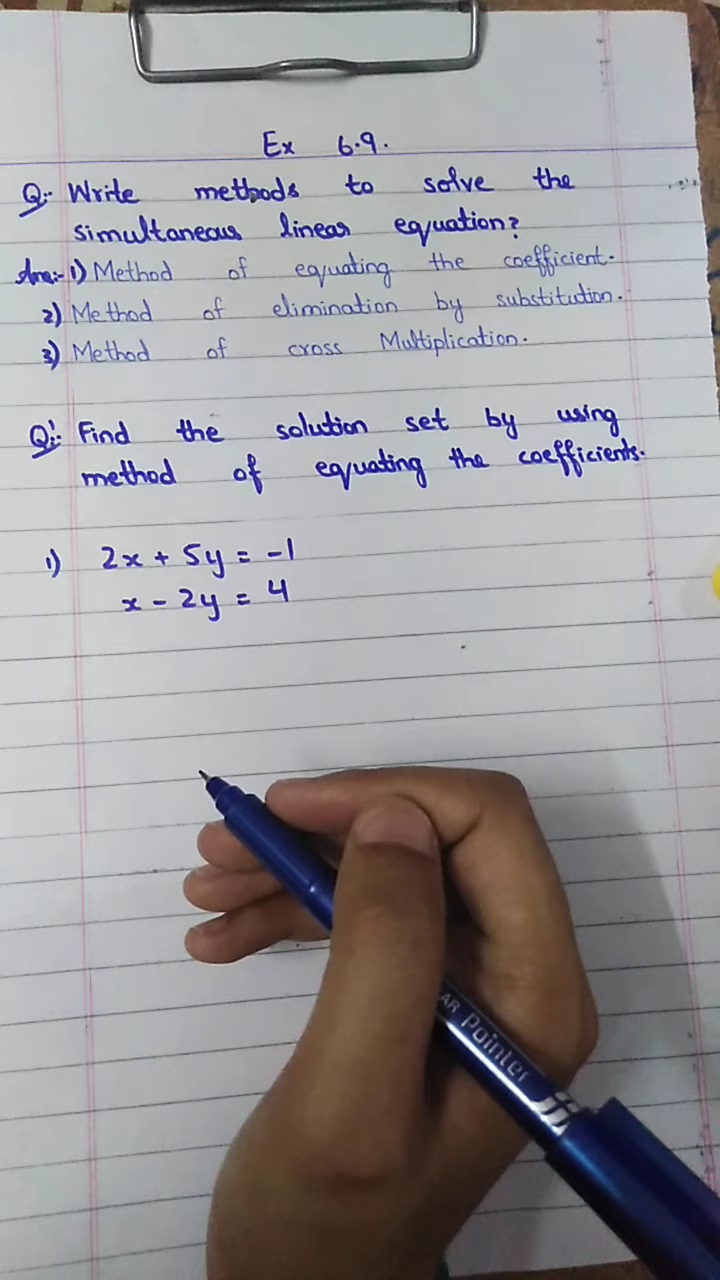 Ex 6.9.
Q:- Write methods to solve the
simultaneous linear equation?
Ans:- 1) Method of equating the coefficient.
2) Method of elimination by substitution.
3) Method of cross Multiplication.
Q1:- Find the solution set by using
method of equating the coefficients.
1) 2x + 5y = -1
x - 2y = 4
Pointer